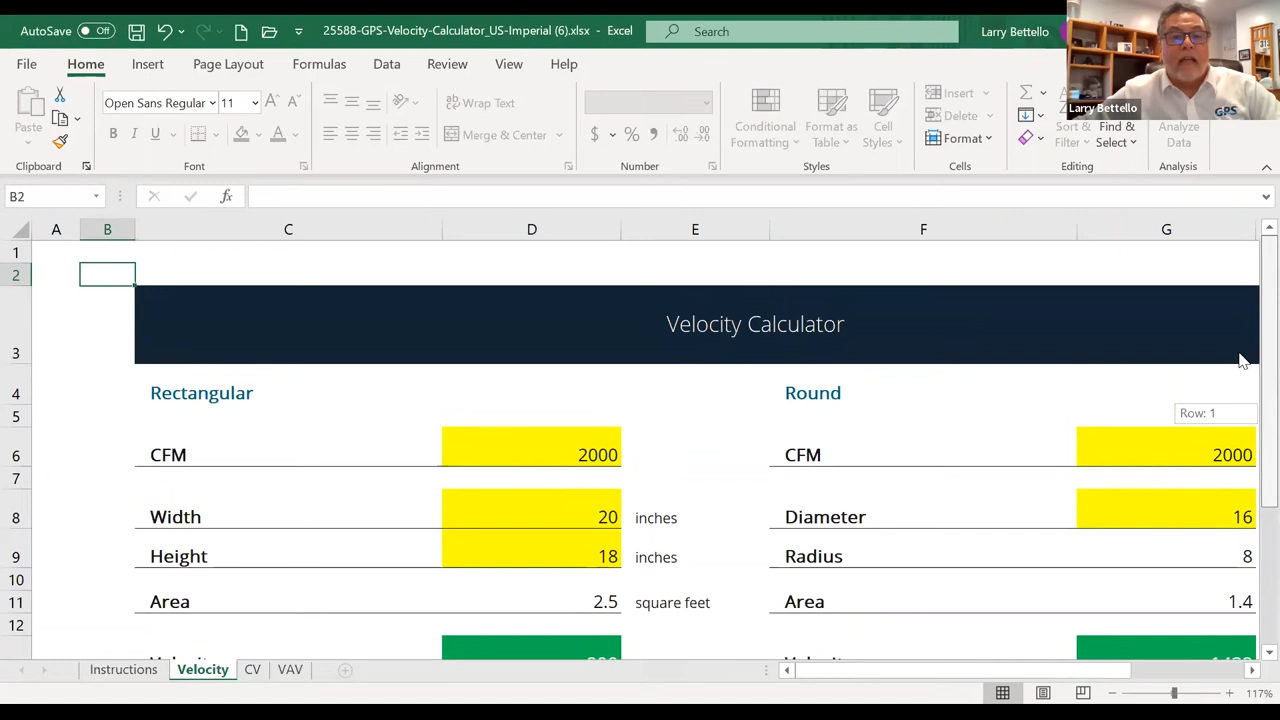 AutoSave Off 25588-GPS-Velocity-Calculator_US-Imperial (6).xlsx - Excel Search Larry Bettello
File Home Insert Page Layout Formulas Data Review View Help
Larry Bettello
GPS
Paste
Open Sans Regular 11
B I U A A A
Wrap Text
Merge & Center
$ % 9
Conditional Formatting
Format as Table
Cell Styles
Insert
Delete
Format
Sort & Filter
Find & Select
Analyze Data
Clipboard Font Alignment Number Styles Cells Editing Analysis
B2 fx
A B C D E F G
1
2
3 Velocity Calculator
4 Rectangular Round
5 Row: 1
6 CFM 2000 CFM 2000
7
8 Width 20 inches Diameter 16
9 Height 18 inches Radius 8
10
11 Area 2.5 square feet Area 1.4
12
Instructions Velocity CV VAV
117%